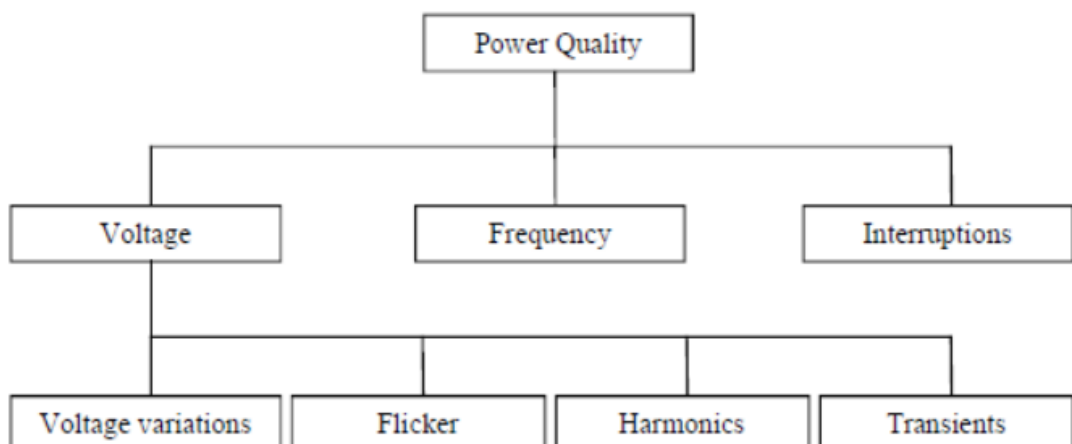 Power Quality
Voltage
Frequency
Interruptions
Voltage variations
Flicker
Harmonics
Transients